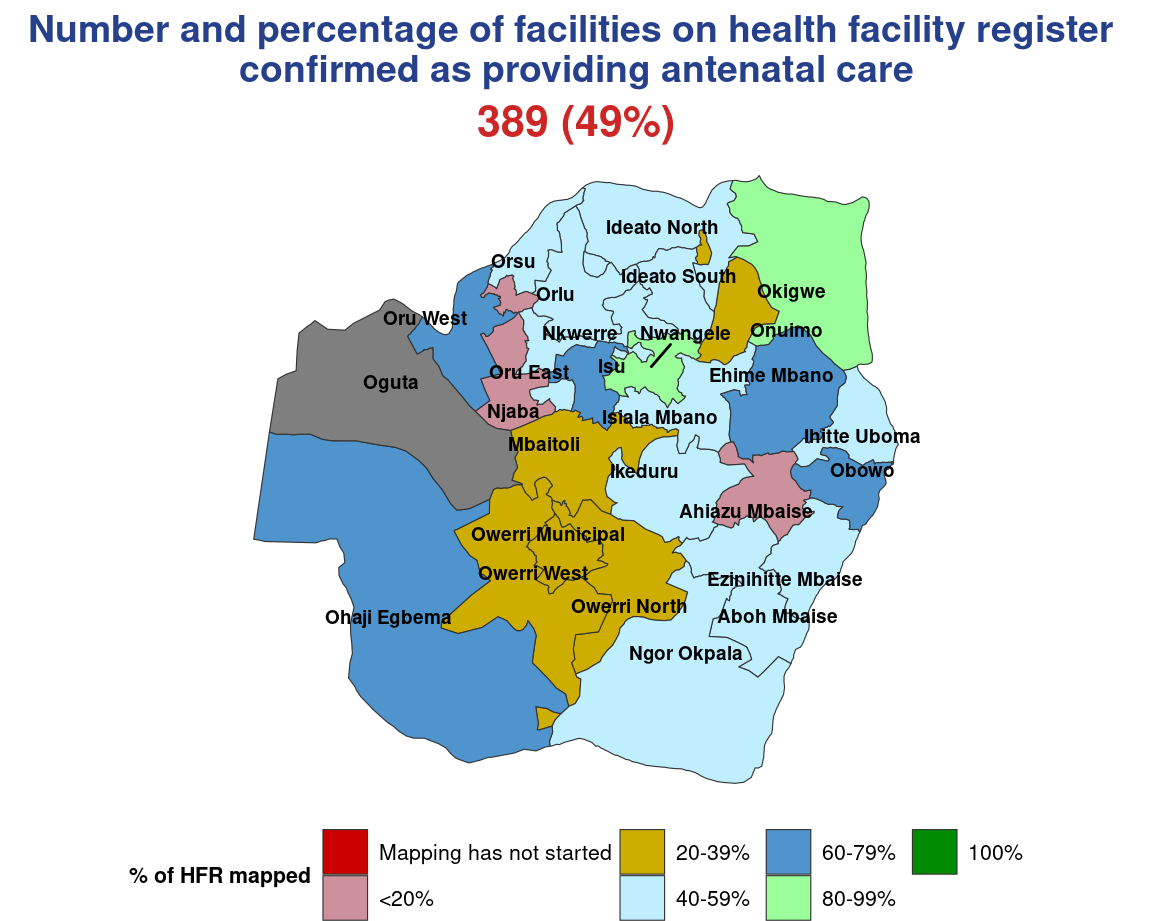 Number and percentage of facilities on health facility register
confirmed as providing antenatal care
389 (49%)
Ideato North
Orsu
Ideato South
Okigwe
Orlu
Oru West
Nkwerre
Nwangele
Onuimo
Isu
Oru East
Ehime Mbano
Oguta
Njaba
Isiala Mbano
Ihitte Uboma
Mbaitoli
Ikeduru
Obowo
Ahiazu Mbaise
Owerri Municipal
Owerri West
Ezinihitte Mbaise
Owerri North
Ohaji Egbema
Aboh Mbaise
Ngor Okpala
% of HFR mapped
Mapping has not started
20-39%
60-79%
100%
<20%
40-59%
80-99%